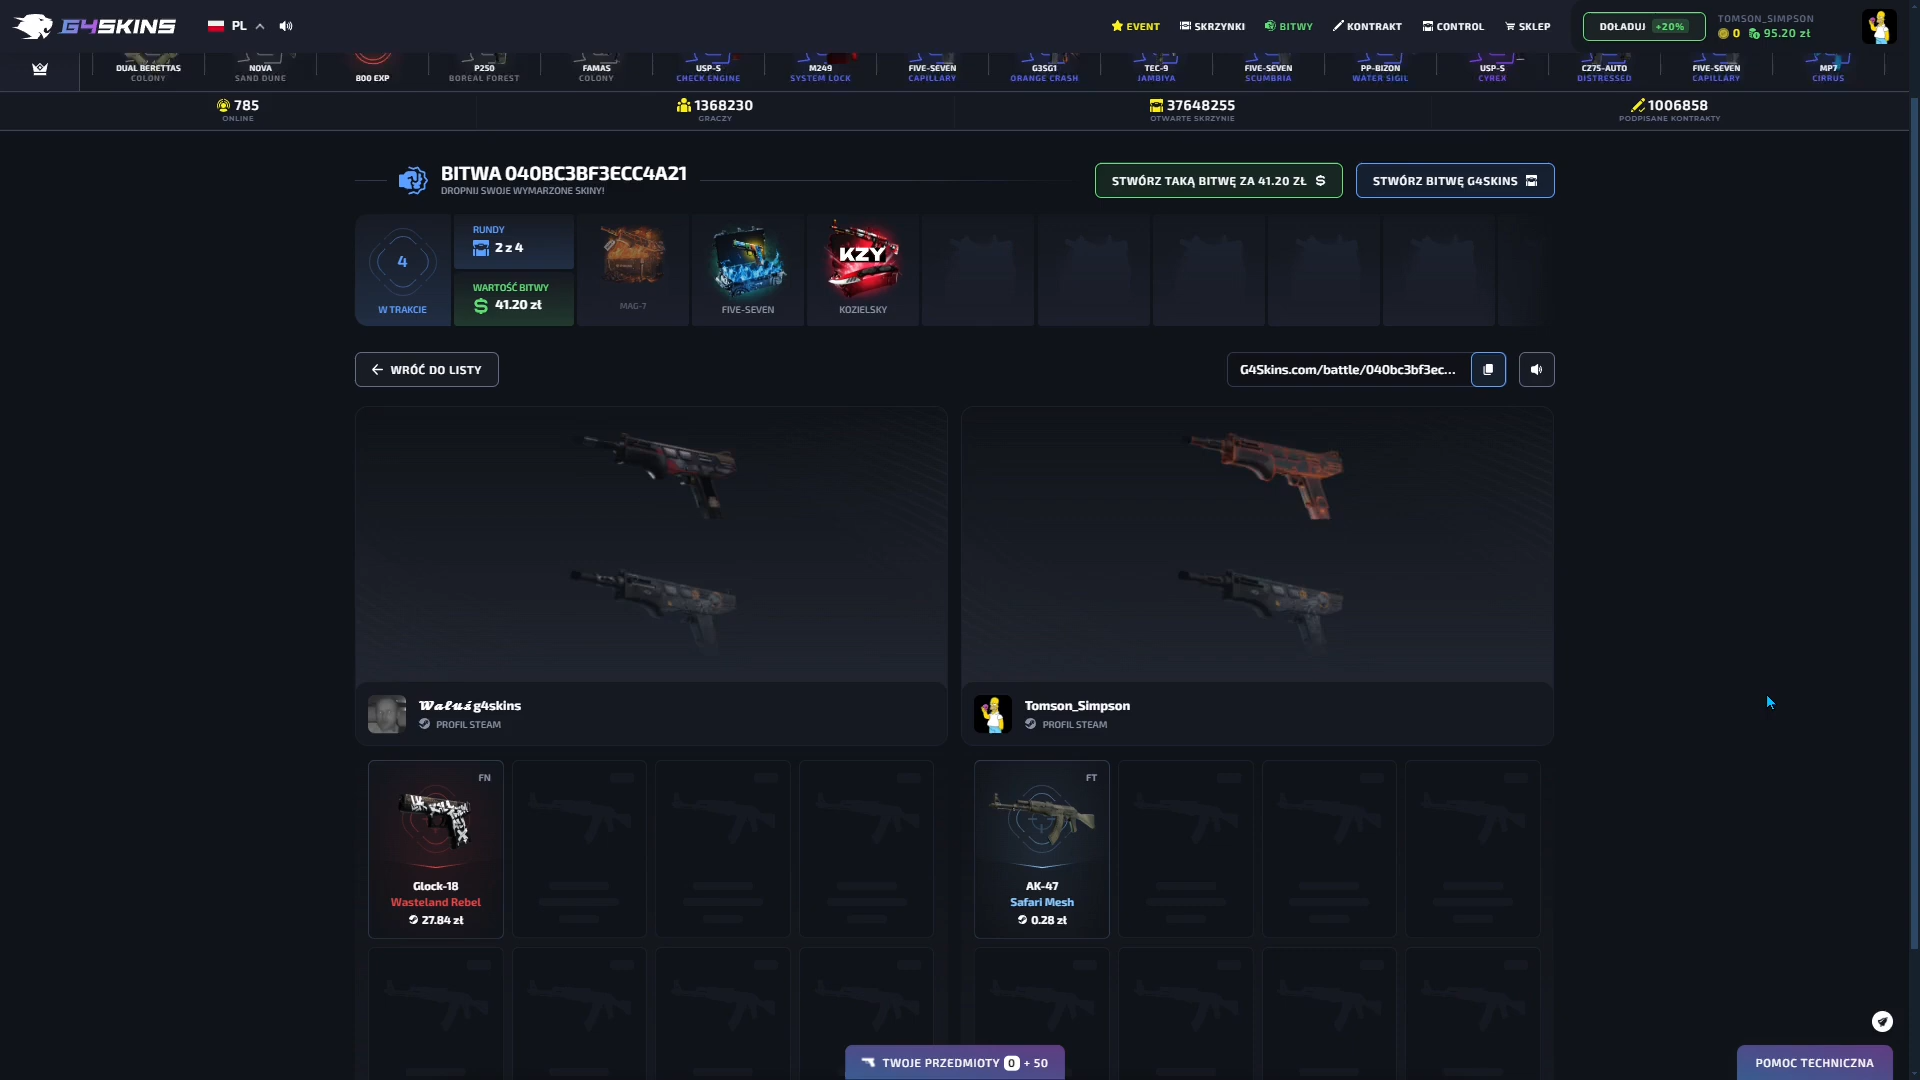 G4SKINS
PL
EVENT
SKRZYNKI
BITWY
KONTRAKT
CONTROL
SKLEP
DOŁADUJ +20%
TOMSON_SIMPSON
0 95.20 zł
DUAL BERETTAS
COLONY
NOVA
SAND DUNE
800 EXP
P250
BOREAL FOREST
FAMAS
COLONY
USP-S
CHECK ENGINE
M249
SYSTEM LOCK
FIVE-SEVEN
CAPILLARY
G3SG1
ORANGE CRASH
TEC-9
JAMBIYA
FIVE-SEVEN
SCUMBRIA
PP-BIZON
WATER SIGIL
USP-S
CYREX
CZ75-AUTO
DISTRESSED
FIVE-SEVEN
CAPILLARY
MP7
CIRRUS
785
ONLINE
1368230
GRACZY
37648255
OTWARTE SKRZYNIE
1006858
PODPISANE KONTRAKTY
BITWA 040BC3BF3ECC4A21
DROPNIJ SWOJE WYMARZONE SKINY!
STWÓRZ TAKĄ BITWĘ ZA 41.20 ZŁ
STWÓRZ BITWĘ G4SKINS
4
W TRAKCIE
RUNDY
2 z 4
WARTOŚĆ BITWY
41.20 zł
MAG-7
FIVE-SEVEN
KZY
KOZIELSKY
WRÓĆ DO LISTY
G4Skins.com/battle/040bc3bf3ec...
𝓦𝓪𝓵𝓾ś g4skins
PROFIL STEAM
Tomson_Simpson
PROFIL STEAM
FN
Glock-18
Wasteland Rebel
27.84 zł
FT
AK-47
Safari Mesh
0.28 zł
TWOJE PRZEDMIOTY 0 + 50
POMOC TECHNICZNA